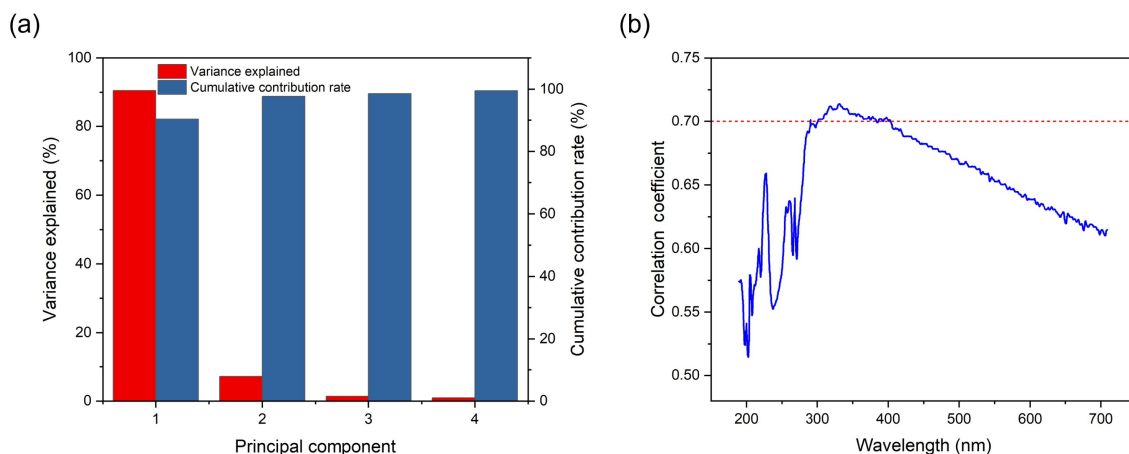 (a)
Variance explained
Cumulative contribution rate
100
80
60
40
20
0
Variance explained (%)
100
80
60
40
20
0
Cumulative contribution rate (%)
1 2 3 4
Principal component
(b)
0.75
0.70
0.65
0.60
0.55
0.50
Correlation coefficient
200 300 400 500 600 700
Wavelength (nm)